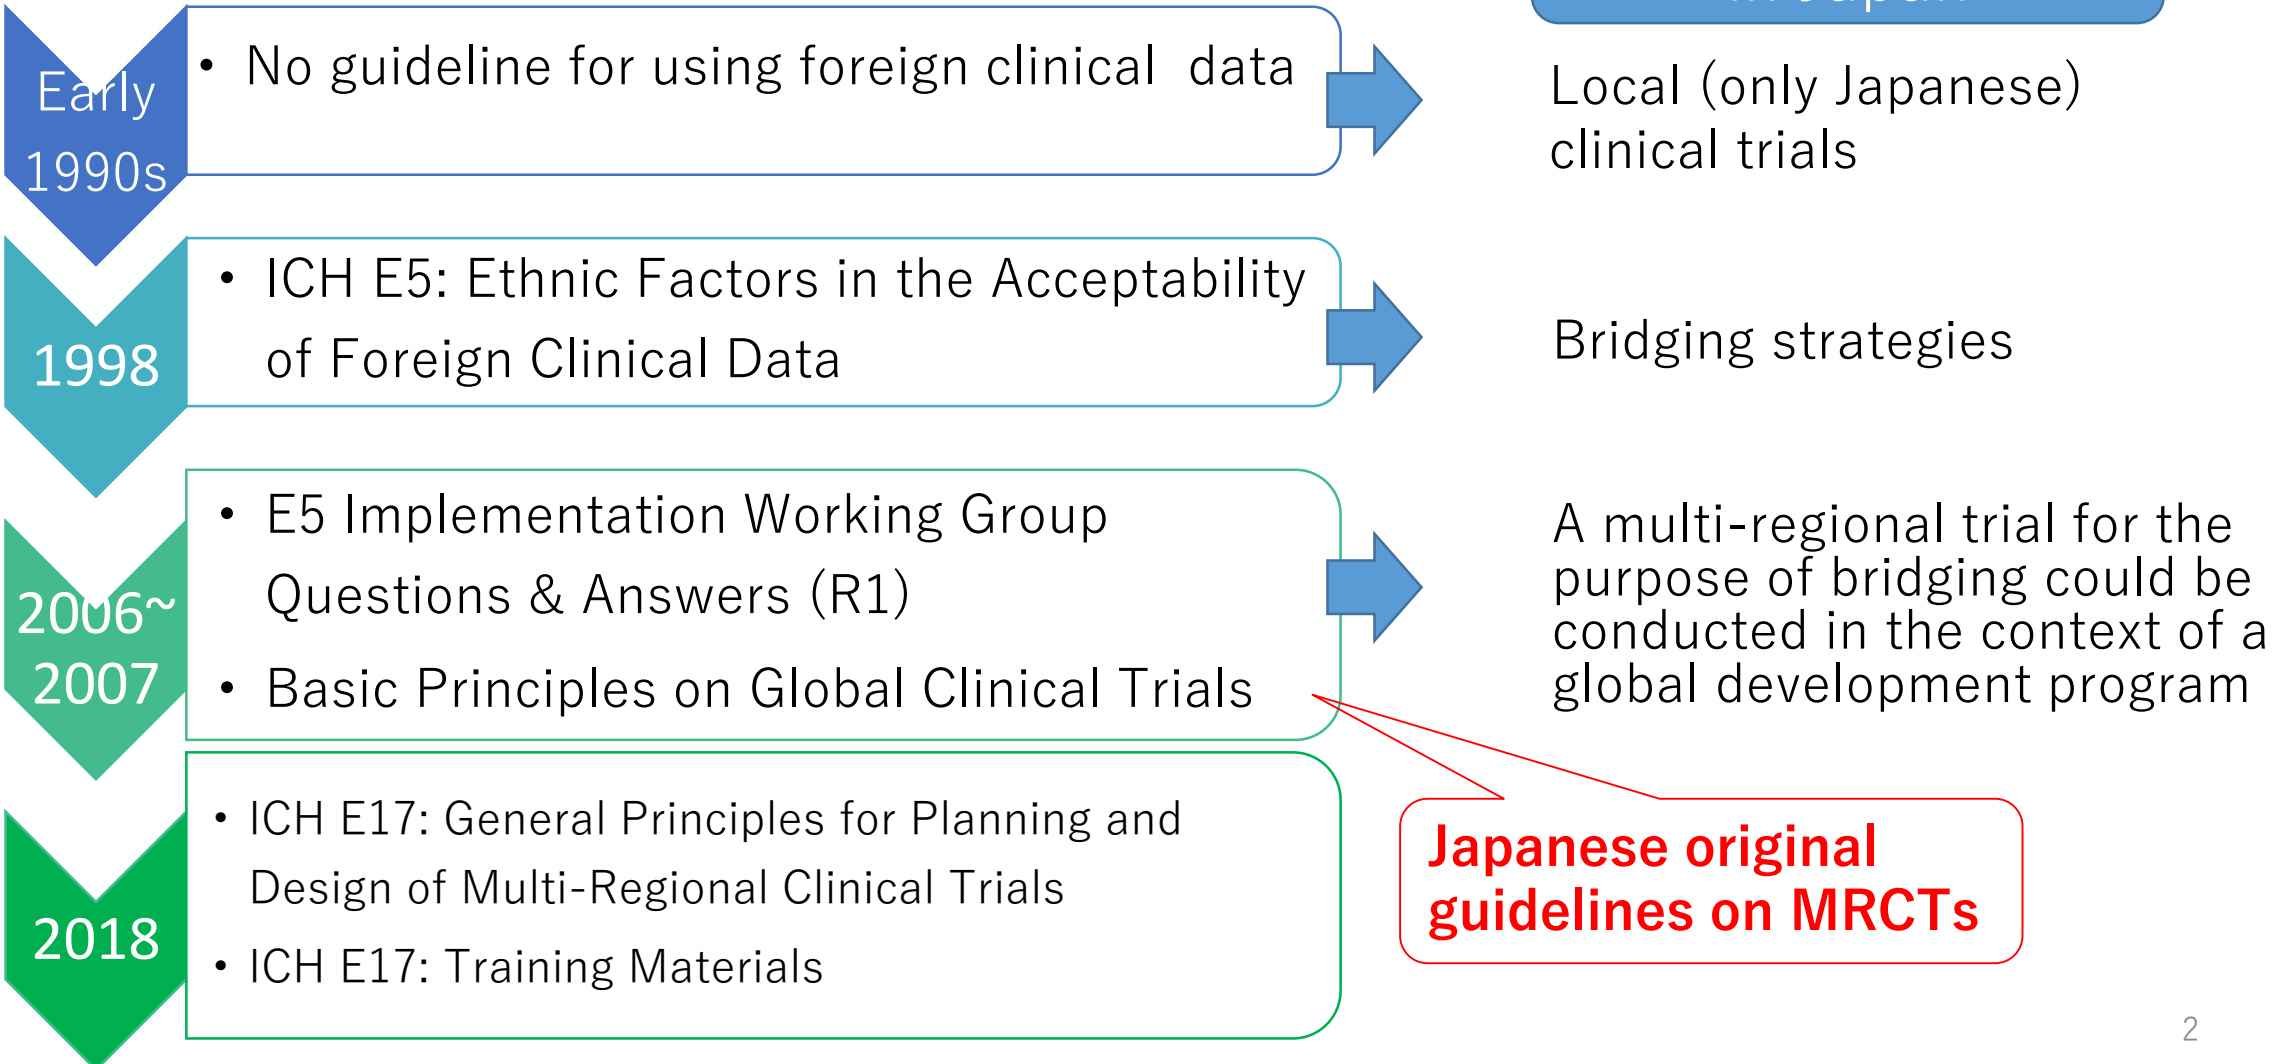 Early
1990s
• No guideline for using foreign clinical data
Local (only Japanese)
clinical trials
1998
• ICH E5: Ethnic Factors in the Acceptability
of Foreign Clinical Data
Bridging strategies
2006~
2007
• E5 Implementation Working Group
Questions & Answers (R1)
• Basic Principles on Global Clinical Trials
A multi-regional trial for the
purpose of bridging could be
conducted in the context of a
global development program
2018
• ICH E17: General Principles for Planning and
Design of Multi-Regional Clinical Trials
• ICH E17: Training Materials
Japanese original
guidelines on MRCTs
2